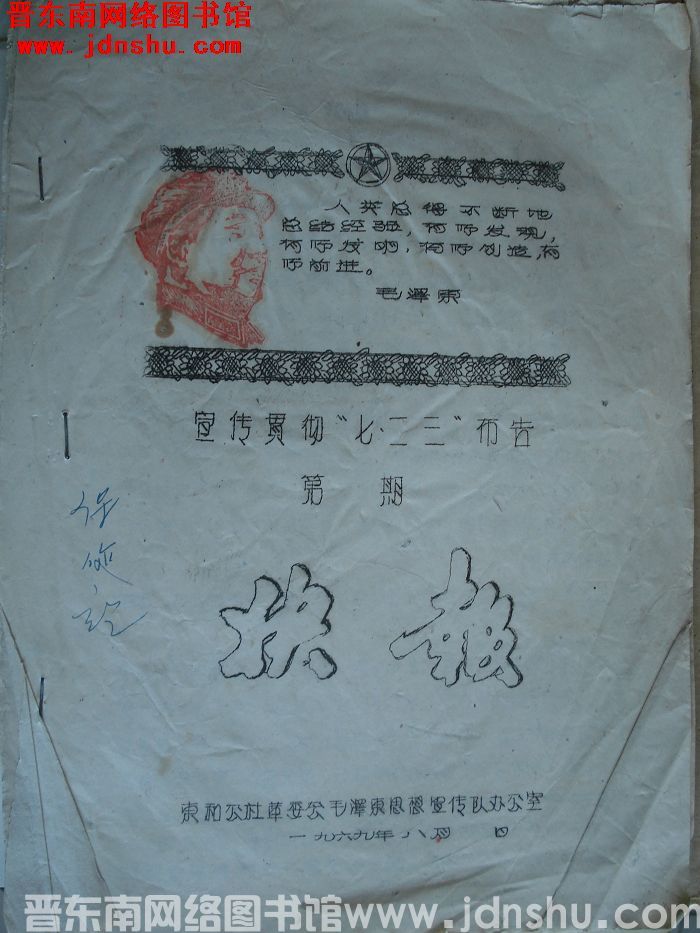 晋东南网络图书馆
www.jdnshu.com
人类总得不断地
总结经验，有所发现，
有所发明，有所创造，有
所前进。
毛泽东
宣传贯彻“七·二三”布告
第 期
快 报
东和公社革委会毛泽东思想宣传队办公室
一九六九年八月 日
晋东南网络图书馆www.jdnshu.com